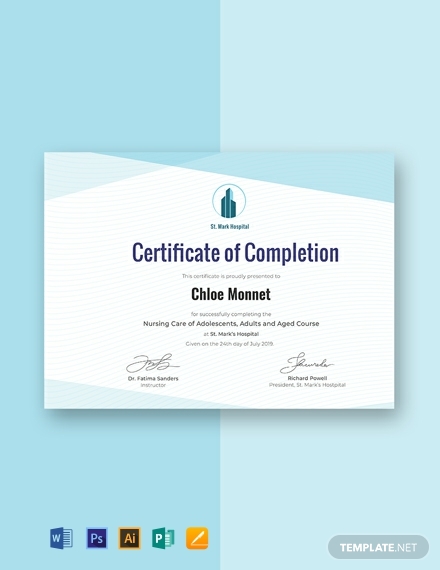 St. Mark Hospital
Certificate of Completion
This certificate is proudly presented to
Chloe Monnet
for successfully completing the
Nursing Care of Adolescents, Adults and Aged Course
at St. Mark's Hospital
Given on the 24th day of July 2019
Dr. Fatima Sanders
Instructor
Richard Powell
President, St. Mark's Hostpital
W Ps Ai P
TEMPLATE.NET